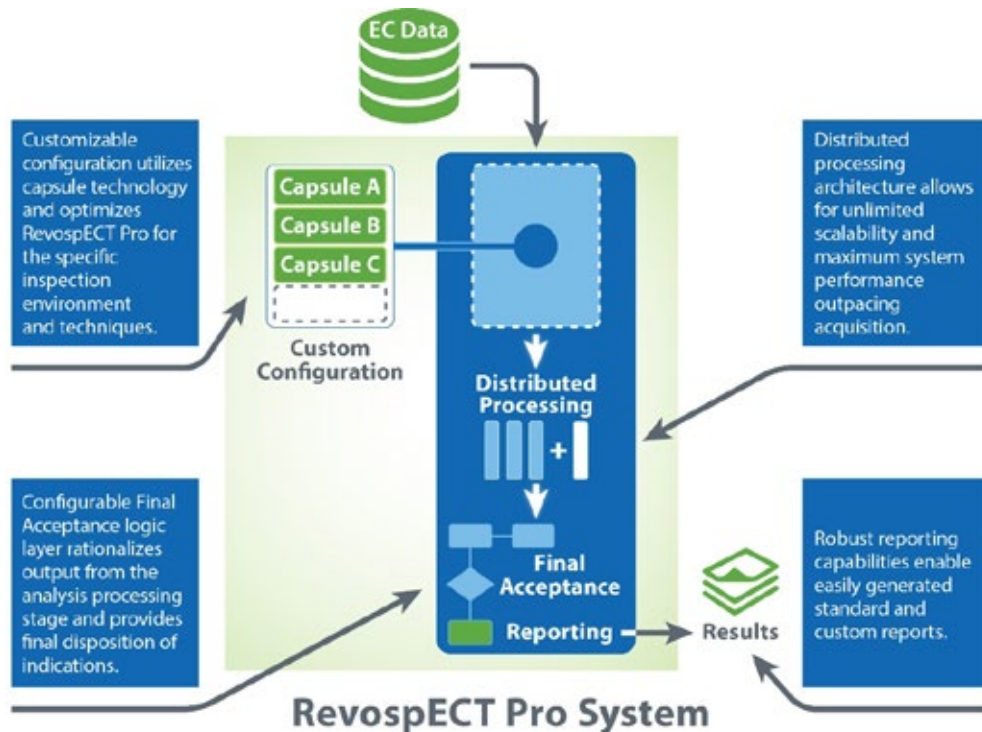 EC Data
Customizable
configuration utilizes
capsule technology
and optimizes
RevospECT Pro for
the specific
inspection
environment
and techniques.
Capsule A
Capsule B
Capsule C
Custom
Configuration
Distributed
processing
architecture allows
for unlimited
scalability and
maximum system
performance
outpacing
acquisition.
Distributed
Processing
+
Configurable Final
Acceptance logic
layer rationalizes
output from the
analysis processing
stage and provides
final disposition of
indications.
Final
Acceptance
Reporting
Results
Robust reporting
capabilities enable
easily generated
standard and
custom reports.
RevospECT Pro System